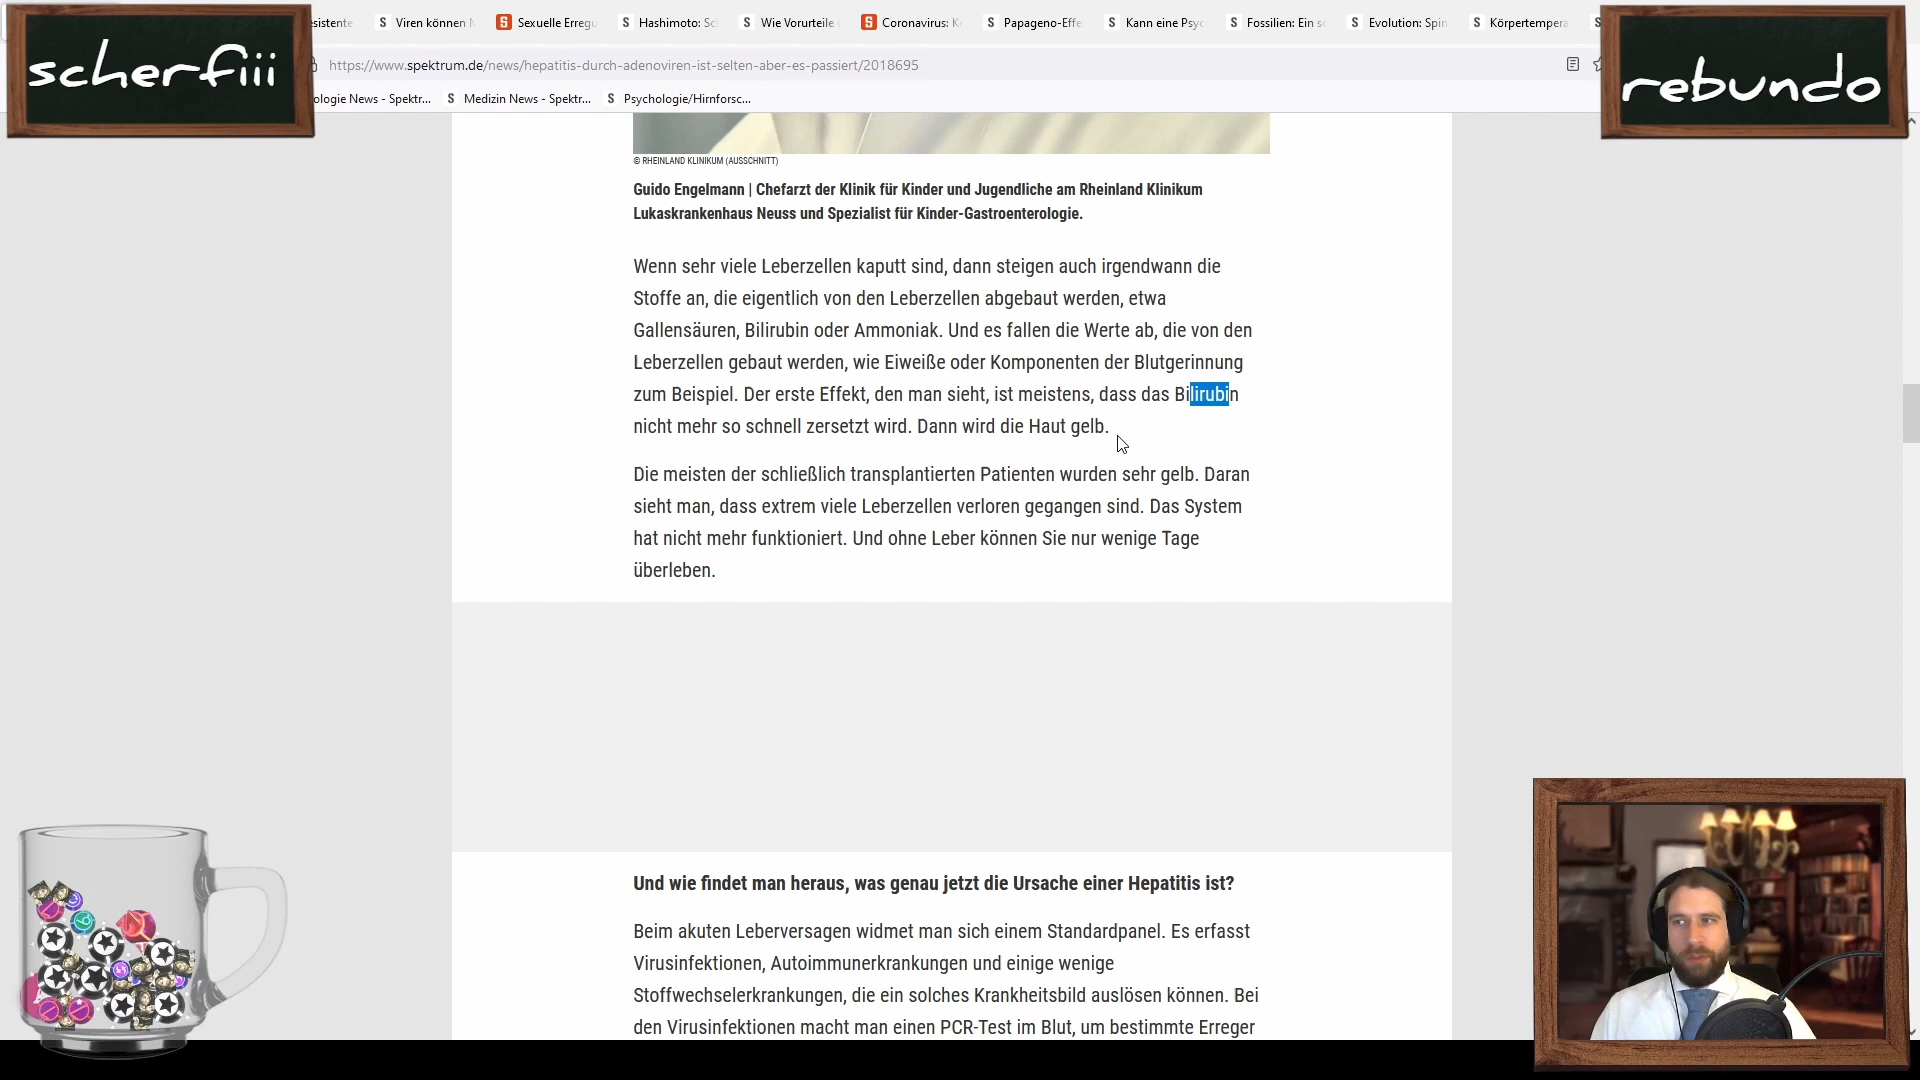 scherfiii
rebundo
Viren können
Sexuelle Erregu
Hashimoto: Sc
Wie Vorurteile
Coronavirus: K
Papageno-Effe
Kann eine Psyc
Fossilien: Ein s
Evolution: Spin
Körpertempera
https://www.spektrum.de/news/hepatitis-durch-adenoviren-ist-selten-aber-es-passiert/2018695
ologie News - Spektr...
Medizin News - Spektr...
Psychologie/Hirnforsc...
© RHEINLAND KLINIKUM (AUSSCHNITT)
Guido Engelmann | Chefarzt der Klinik für Kinder und Jugendliche am Rheinland Klinikum
Lukaskrankenhaus Neuss und Spezialist für Kinder-Gastroenterologie.
Wenn sehr viele Leberzellen kaputt sind, dann steigen auch irgendwann die
Stoffe an, die eigentlich von den Leberzellen abgebaut werden, etwa
Gallensäuren, Bilirubin oder Ammoniak. Und es fallen die Werte ab, die von den
Leberzellen gebaut werden, wie Eiweiße oder Komponenten der Blutgerinnung
zum Beispiel. Der erste Effekt, den man sieht, ist meistens, dass das Bilirubin
nicht mehr so schnell zersetzt wird. Dann wird die Haut gelb.
Die meisten der schließlich transplantierten Patienten wurden sehr gelb. Daran
sieht man, dass extrem viele Leberzellen verloren gegangen sind. Das System
hat nicht mehr funktioniert. Und ohne Leber können Sie nur wenige Tage
überleben.
Und wie findet man heraus, was genau jetzt die Ursache einer Hepatitis ist?
Beim akuten Leberversagen widmet man sich einem Standardpanel. Es erfasst
Virusinfektionen, Autoimmunerkrankungen und einige wenige
Stoffwechselerkrankungen, die ein solches Krankheitsbild auslösen können. Bei
den Virusinfektionen macht man einen PCR-Test im Blut, um bestimmte Erreger